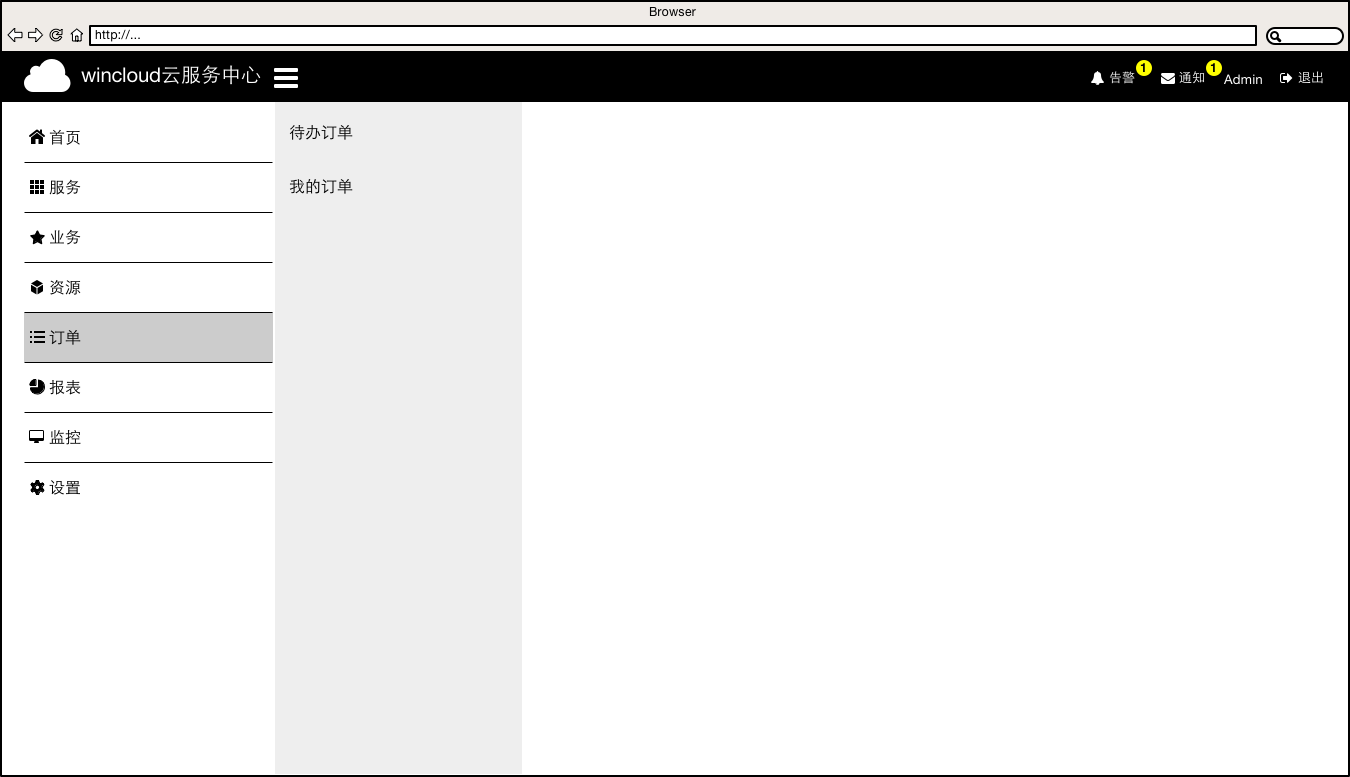 Browser
http://...
wincloud云服务中心
告警 1
通知 1
Admin
退出
首页
服务
业务
资源
订单
报表
监控
设置
待办订单
我的订单